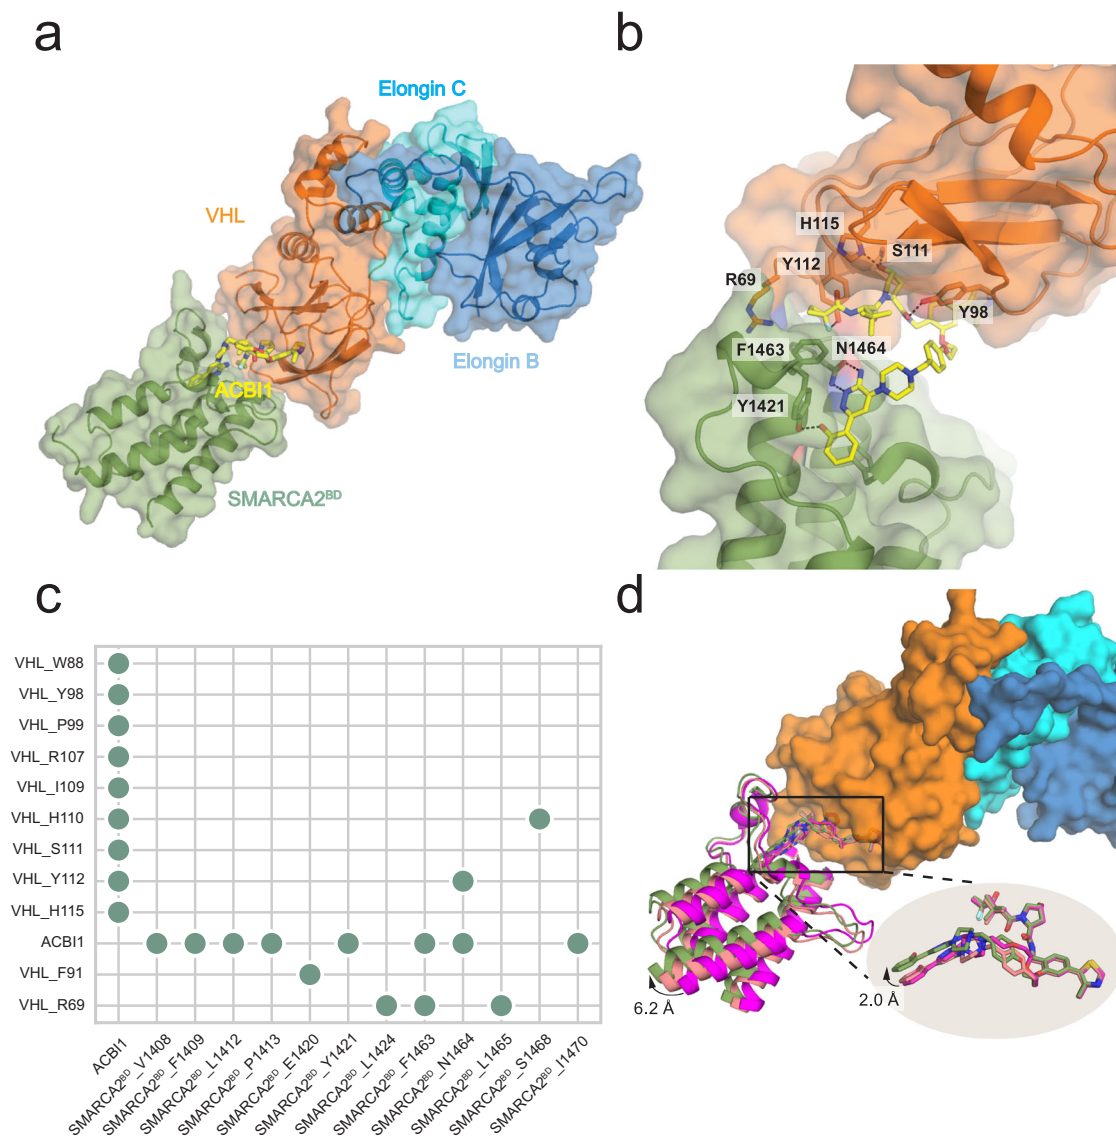 a
Elongin C
VHL
Elongin B
ACBI1
SMARCA2BD
b
H115
S111
Y112
R69
Y98
F1463
N1464
Y1421
c
VHL_W88
VHL_Y98
VHL_P99
VHL_R107
VHL_I109
VHL_H110
VHL_S111
VHL_Y112
VHL_H115
ACBI1
VHL_F91
VHL_R69
ACBI1
SMARCA2BD_V1408
SMARCA2BD_F1409
SMARCA2BD_L1412
SMARCA2BD_P1413
SMARCA2BD_E1420
SMARCA2BD_Y1421
SMARCA2BD_L1424
SMARCA2BD_F1463
SMARCA2BD_N1464
SMARCA2BD_L1465
SMARCA2BD_S1468
SMARCA2BD_I1470
d
6.2 Å
2.0 Å